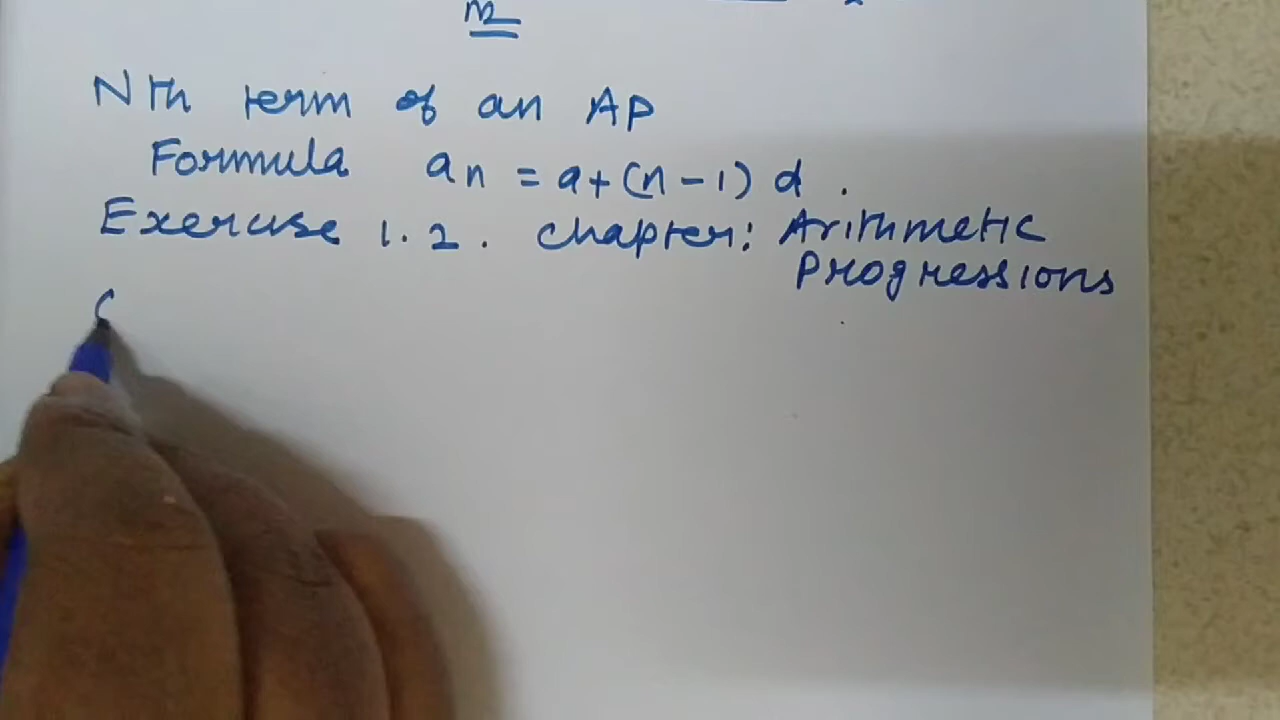 Nth term of an AP
Formula an = a+(n-1) d .
Exercise 1.2. chapter: Arithmetic
Progressions